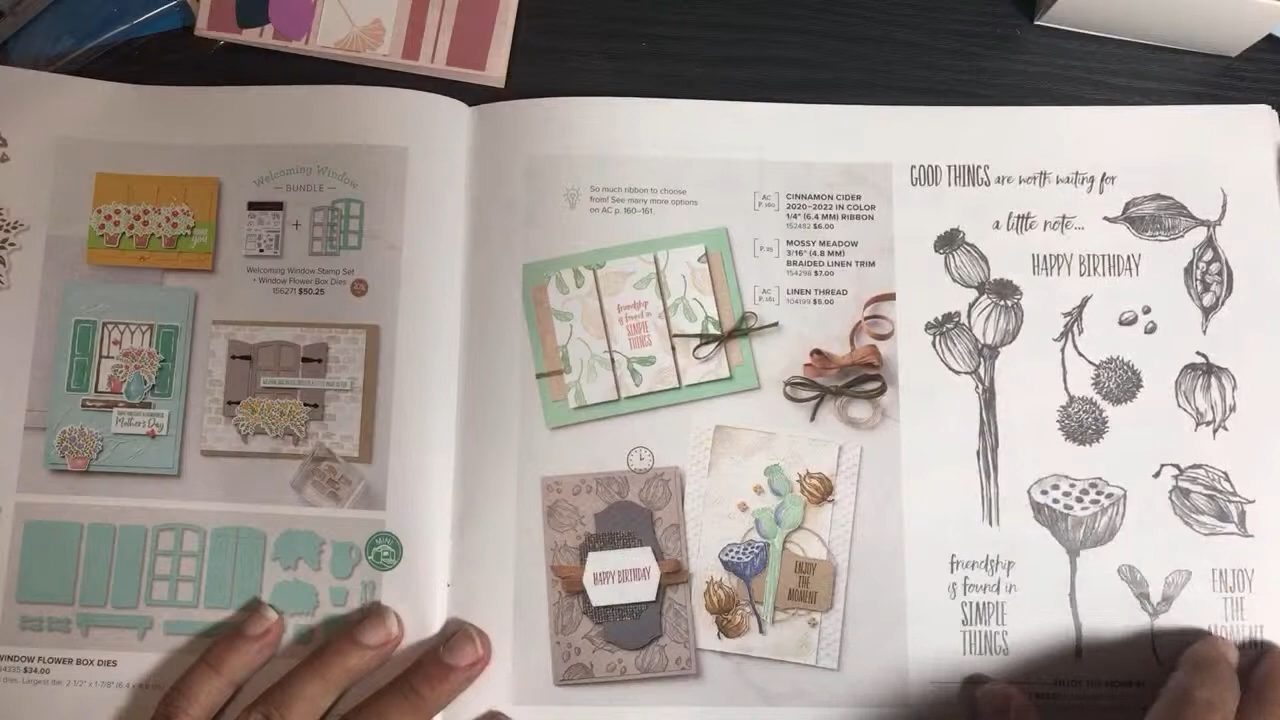 Welcoming Window
— BUNDLE —
+
Welcoming Window Stamp Set
+ Window Flower Box Dies
156271 $50.25
Mother's Day
MINI
WINDOW FLOWER BOX DIES
$34.00
So much ribbon to choose
from! See many more options
on AC p. 160–161.
AC
p. 160
CINNAMON CIDER
2020–2022 IN COLOR
1/4" (6.4 MM) RIBBON
152482 $6.00
MOSSY MEADOW
3/16" (4.8 MM)
BRAIDED LINEN TRIM
154298 $7.00
AC
p. 161
LINEN THREAD
104199 $5.00
friendship
is found in
SIMPLE
THINGS
HAPPY BIRTHDAY
ENJOY
THE
MOMENT
GOOD THINGS are worth waiting for
a little note...
HAPPY BIRTHDAY
friendship
is found in
SIMPLE
THINGS
ENJOY
THE
MOMENT